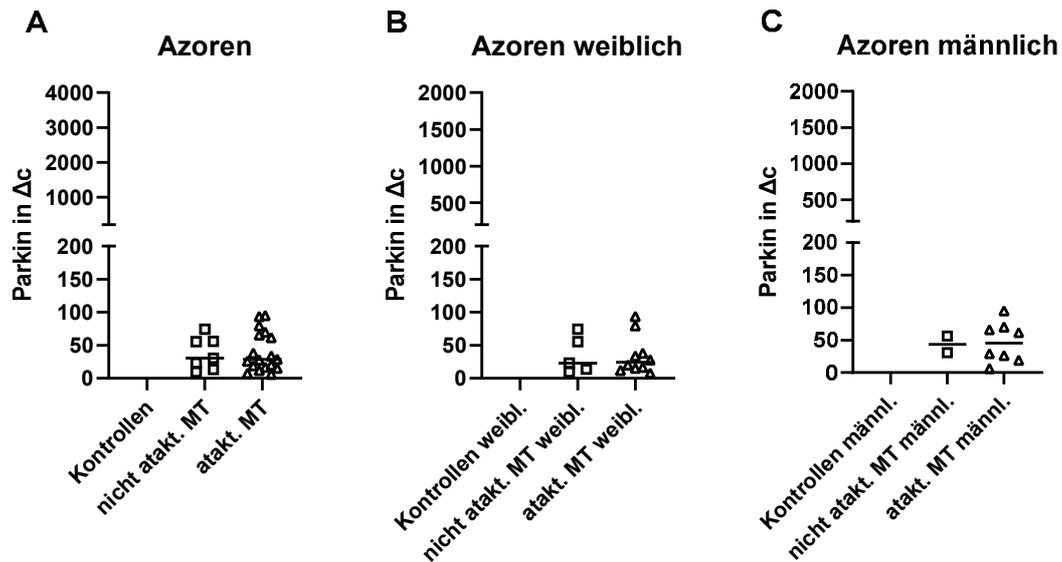 A
Azoren
4000
3000
2000
1000
200
150
100
50
0
Parkin in Δc
Kontrollen
nicht atakt. MT
atakt. MT
B
Azoren weiblich
2000
1500
1000
500
200
150
100
50
0
Parkin in Δc
Kontrollen weibl.
nicht atakt. MT weibl.
atakt. MT weibl.
C
Azoren männlich
2000
1500
1000
500
200
150
100
50
0
Parkin in Δc
Kontrollen männl.
nicht atakt. MT männl.
atakt. MT männl.